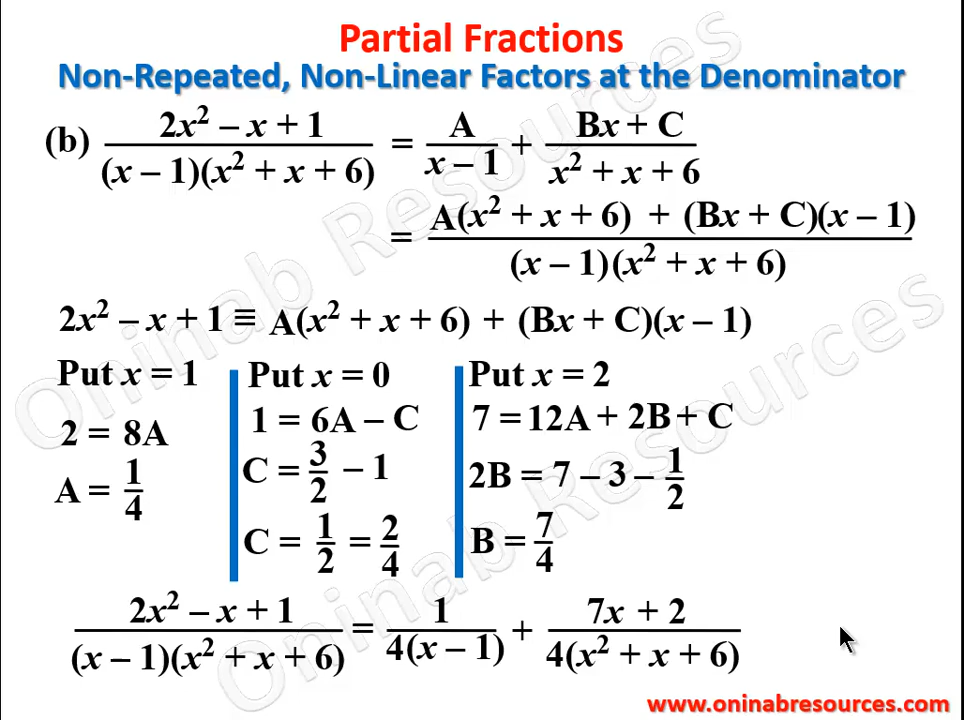 Partial Fractions
Non-Repeated, Non-Linear Factors at the Denominator
(b) (2x² – x + 1)/((x – 1)(x² + x + 6)) = A/(x – 1) + (Bx + C)/(x² + x + 6)
= (A(x² + x + 6) + (Bx + C)(x – 1))/((x – 1)(x² + x + 6))
2x² – x + 1 ≡ A(x² + x + 6) + (Bx + C)(x – 1)
Put x = 1
2 = 8A
A = 1/4
Put x = 0
1 = 6A – C
C = 3/2 – 1
C = 1/2 = 2/4
Put x = 2
7 = 12A + 2B + C
2B = 7 – 3 – 1/2
B = 7/4
(2x² – x + 1)/((x – 1)(x² + x + 6)) = 1/(4(x – 1)) + (7x + 2)/(4(x² + x + 6))
www.oninabresources.com
Oninab Resources
Oninab Resources